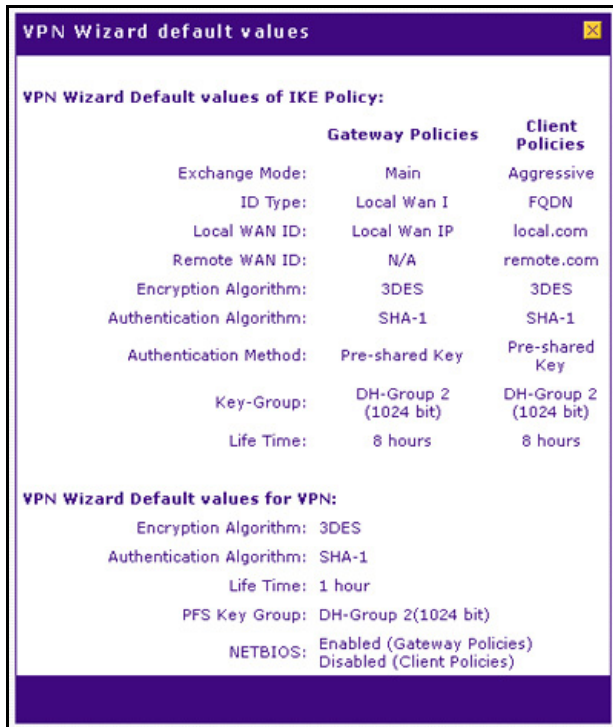 VPN Wizard default values
VPN Wizard Default values of IKE Policy:
Gateway Policies Client Policies
Exchange Mode: Main Aggressive
ID Type: Local Wan I FQDN
Local WAN ID: Local Wan IP local.com
Remote WAN ID: N/A remote.com
Encryption Algorithm: 3DES 3DES
Authentication Algorithm: SHA-1 SHA-1
Authentication Method: Pre-shared Key Pre-shared Key
Key-Group: DH-Group 2 (1024 bit) DH-Group 2 (1024 bit)
Life Time: 8 hours 8 hours
VPN Wizard Default values for VPN:
Encryption Algorithm: 3DES
Authentication Algorithm: SHA-1
Life Time: 1 hour
PFS Key Group: DH-Group 2(1024 bit)
NETBIOS: Enabled (Gateway Policies)
Disabled (Client Policies)